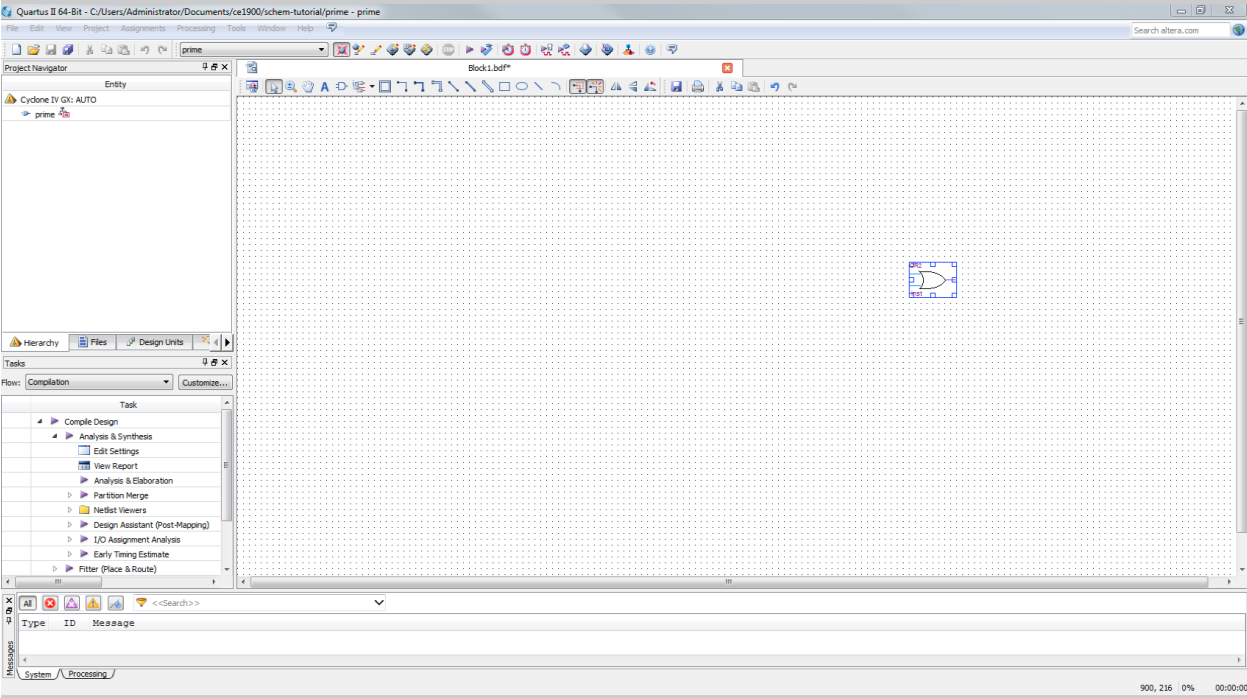 Quartus II 64-Bit - C:/Users/Administrator/Documents/ce1900/schem-tutorial/prime - prime
File Edit View Project Assignments Processing Tools Window Help
Search altera.com
prime
Project Navigator
Block1.bdf*
Entity
Cyclone IV GX: AUTO
prime
OR2
inst
Hierarchy Files Design Units
Tasks
Flow: Compilation Customize...
Task
Compile Design
Analysis & Synthesis
Edit Settings
View Report
Analysis & Elaboration
Partition Merge
Netlist Viewers
Design Assistant (Post-Mapping)
I/O Assignment Analysis
Early Timing Estimate
Fitter (Place & Route)
All <<Search>>
Type ID Message
Messages
System Processing
900, 216 0% 00:00:00